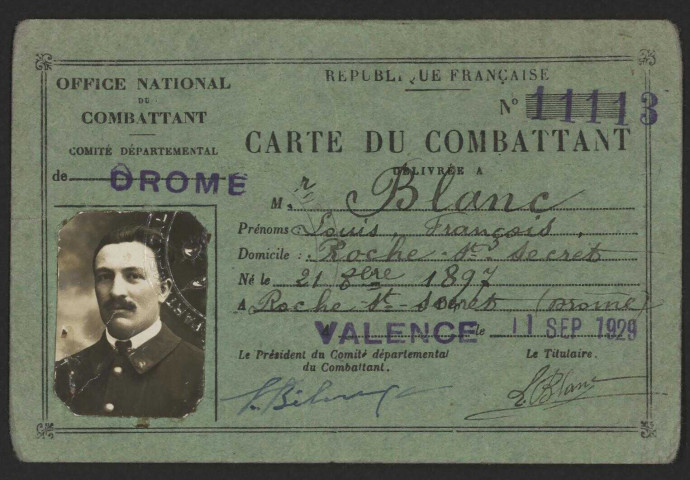 OFFICE NATIONAL
DU
COMBATTANT
COMITÉ DÉPARTEMENTAL
de DROME
REPUBLIQUE FRANÇAISE
N° 11113
CARTE DU COMBATTANT
DÉLIVRÉE A
M.r Blanc
Prénoms Louis, François,
Domicile : Roche-St-Secret
Né le 21 8bre 1897
A Roche-St-Secret (Drôme)
VALENCE le 11 SEP 1929
Le Président du Comité départemental
du Combattant.
Le Titulaire.
L. Blanc